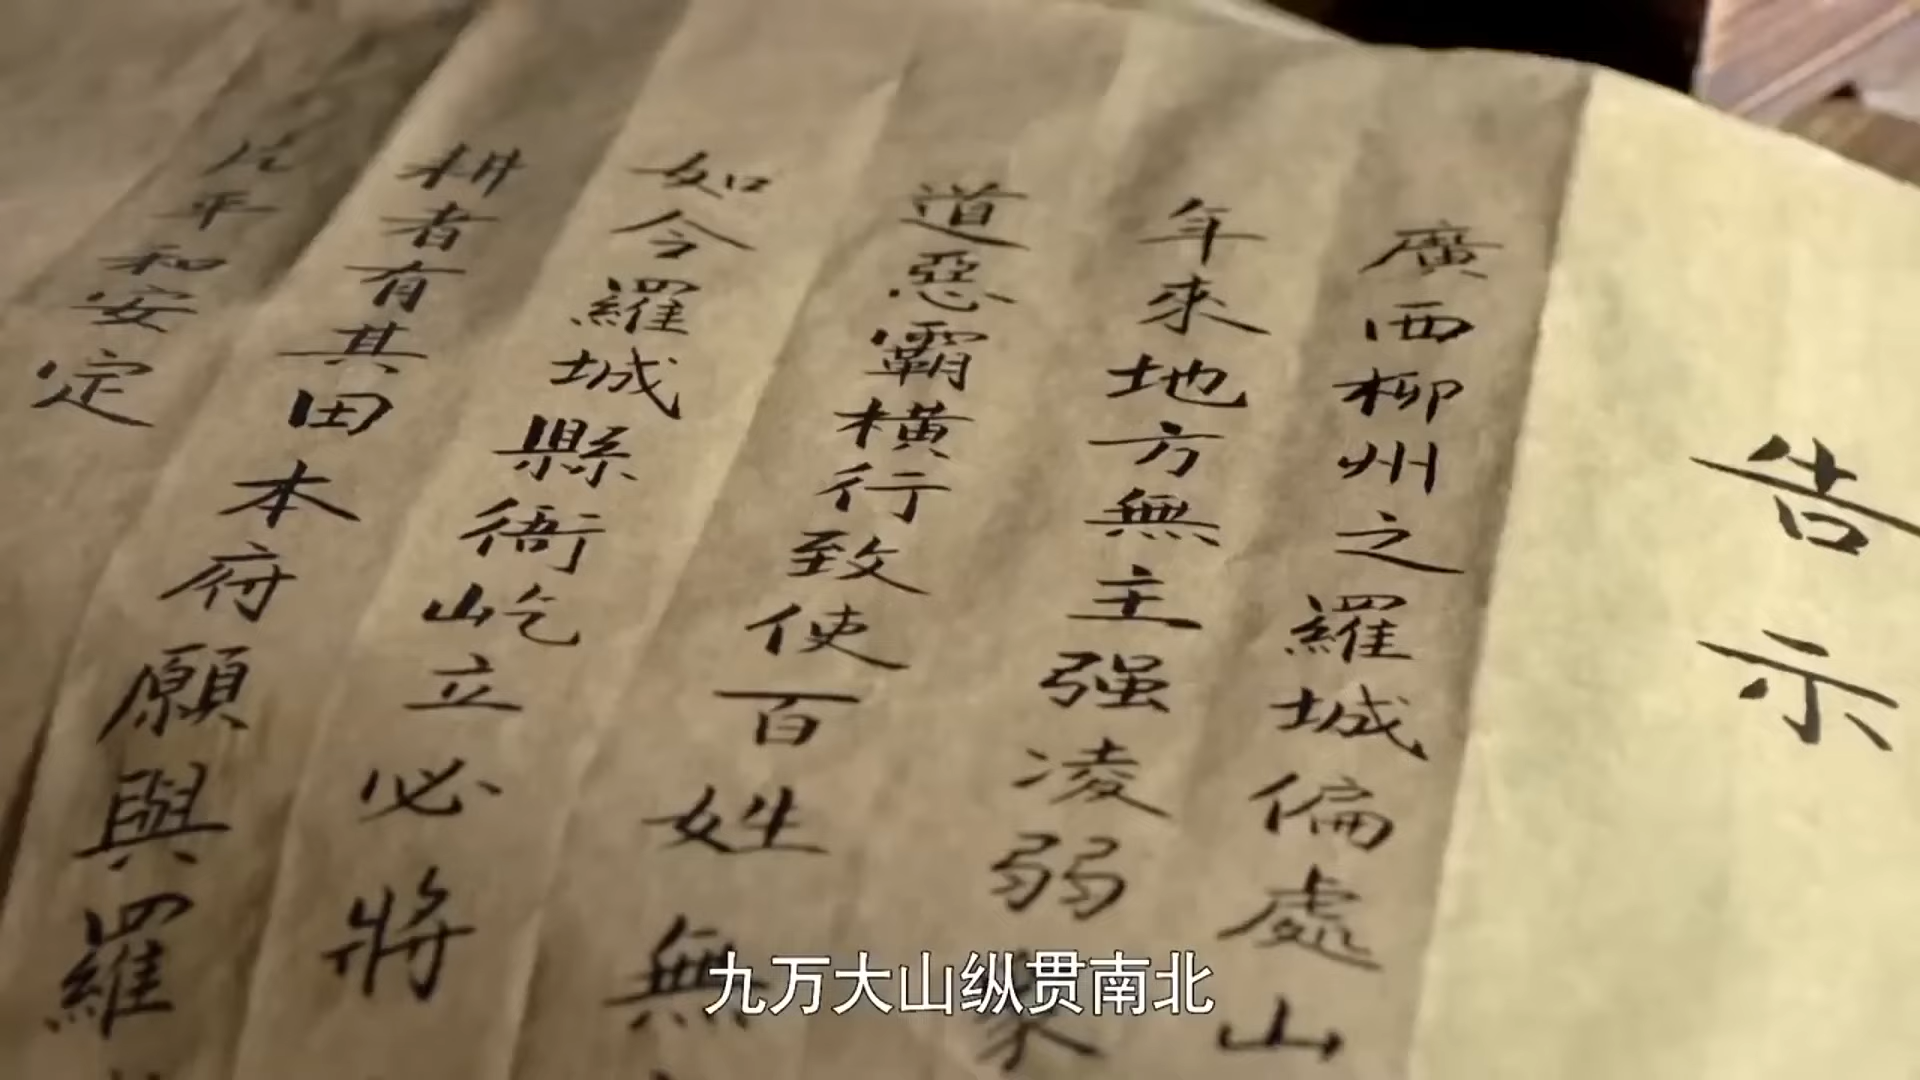 告示
廣西柳州之羅城偏處山
年來地方無主强凌弱
道惡霸橫行致使百姓無
如今羅城縣衙屹立必將
耕者有其田本府願與羅
平和安定
九万大山纵贯南北